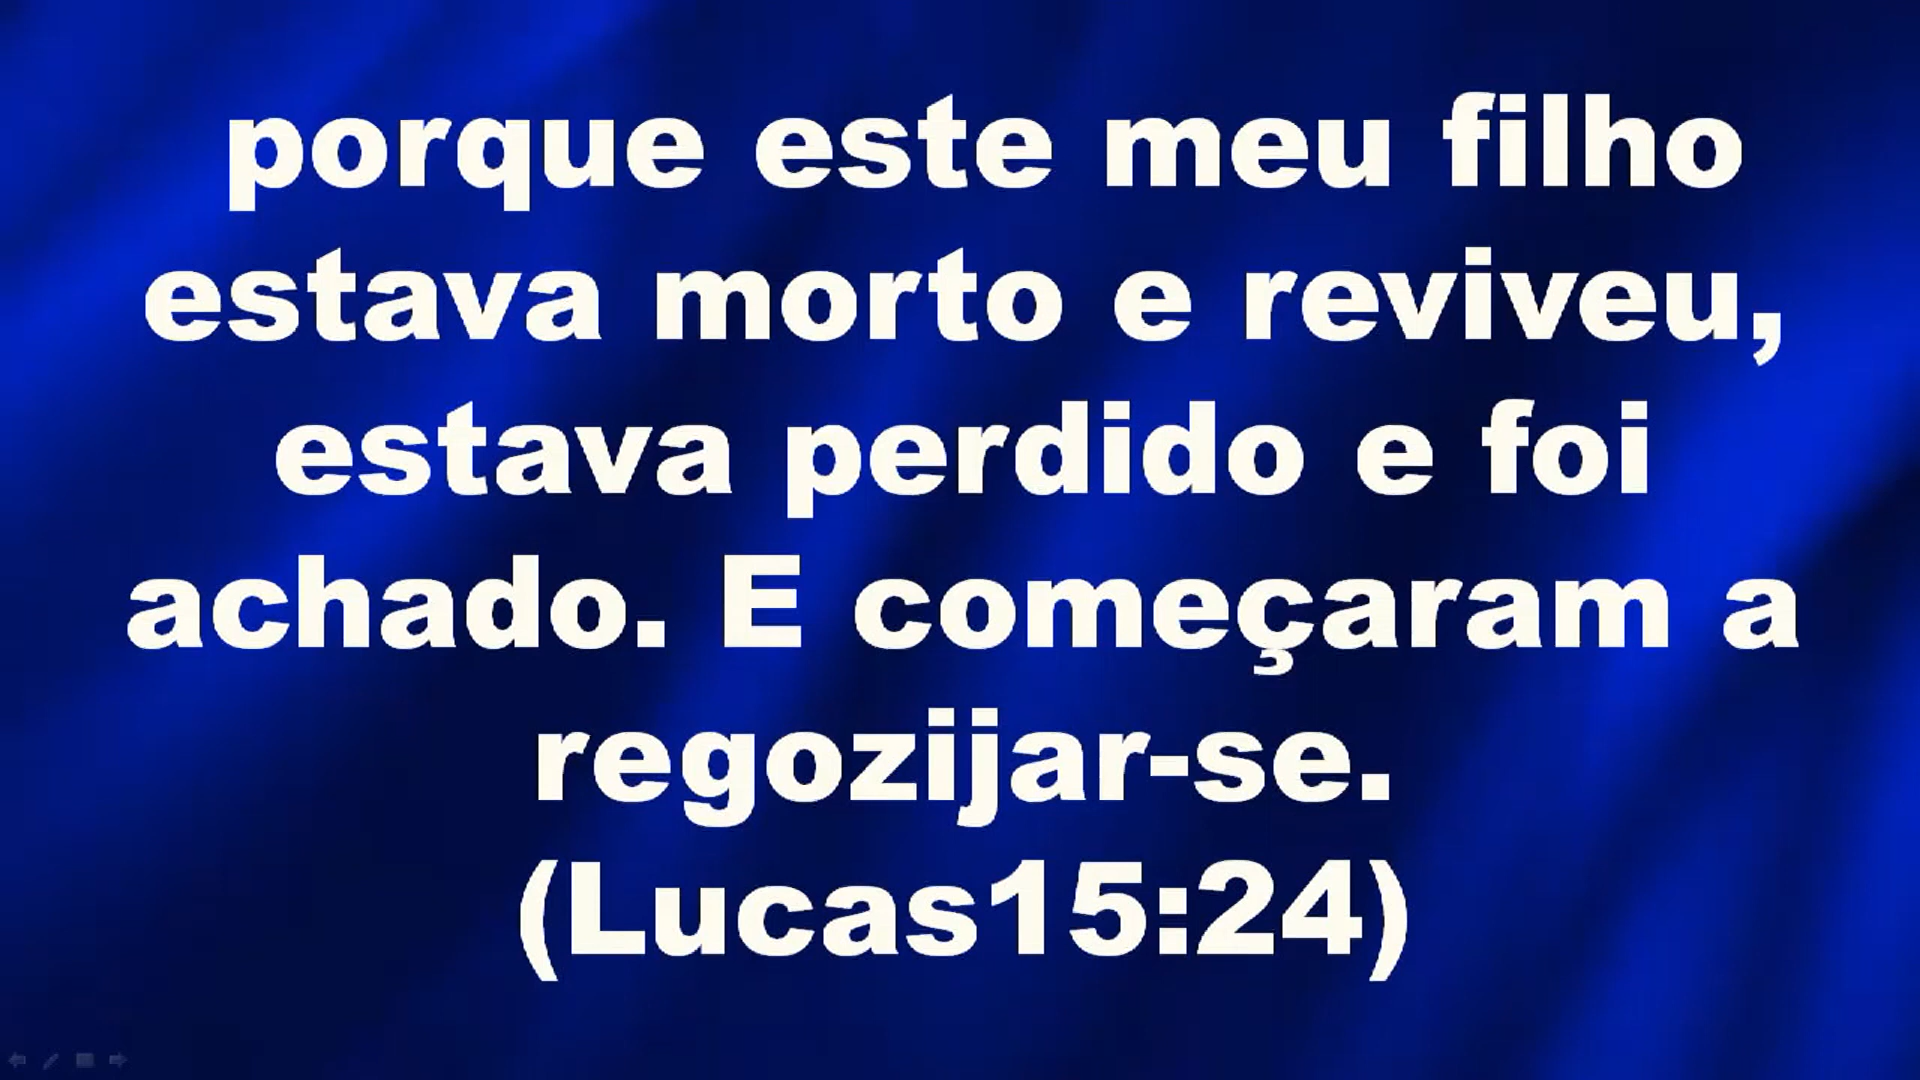 porque este meu filho
estava morto e reviveu,
estava perdido e foi
achado. E começaram a
regozijar-se.
(Lucas15:24)